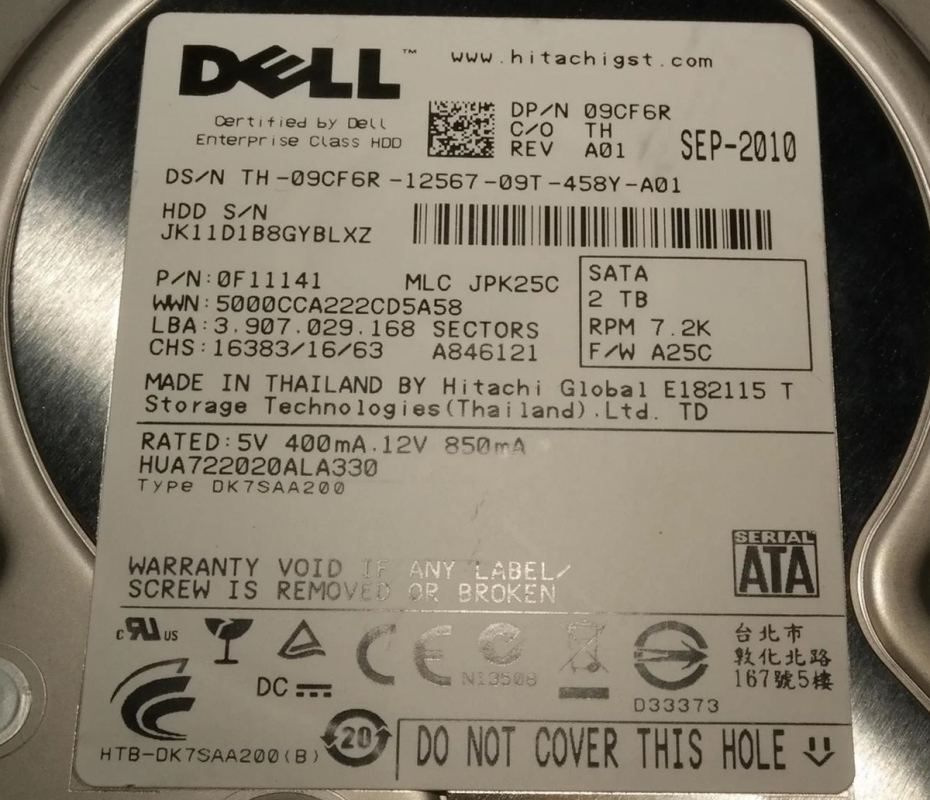 DELL™ www.hitachigst.com
Certified by Dell
Enterprise Class HDD
DP/N 09CF6R
C/O TH
REV A01
SEP-2010
DS/N TH-09CF6R-12567-09T-458Y-A01
HDD S/N
JK11D1B8GYBLXZ
P/N:0F11141 MLC JPK25C
WWN:5000CCA222CD5A58
LBA:3.907.029.168 SECTORS
CHS:16383/16/63 A846121
SATA
2 TB
RPM 7.2K
F/W A25C
MADE IN THAILAND BY Hitachi Global E182115 T
Storage Technologies(Thailand).Ltd. TD
RATED:5V 400mA.12V 850mA
HUA722020ALA330
Type DK7SAA200
SERIAL
ATA
WARRANTY VOID IF ANY LABEL/
SCREW IS REMOVED OR BROKEN
c RU US
CE
N13508
D33373
台北市
敦化北路
167號5樓
DC
HTB-DK7SAA200(B)
20
DO NOT COVER THIS HOLE